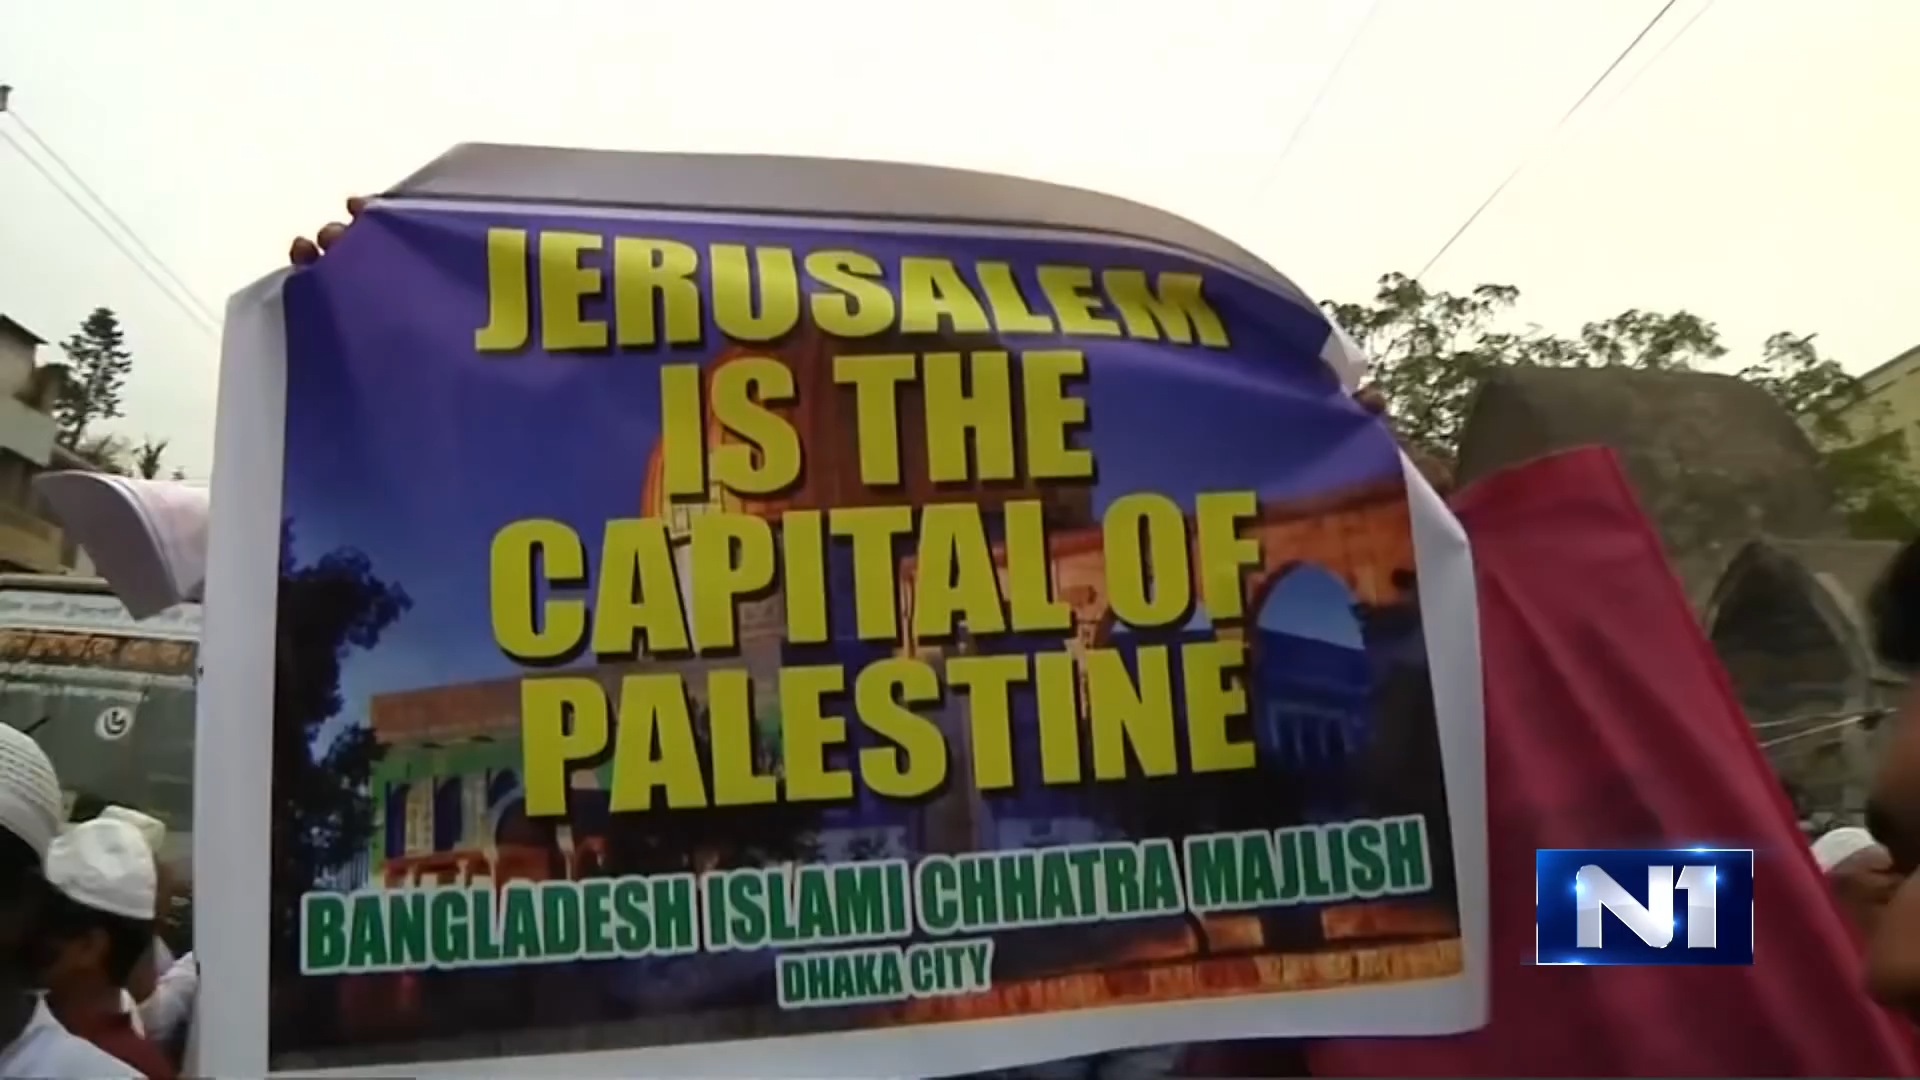 JERUSALEM
IS THE
CAPITAL OF
PALESTINE
BANGLADESH ISLAMI CHHATRA MAJLISH
DHAKA CITY
N1